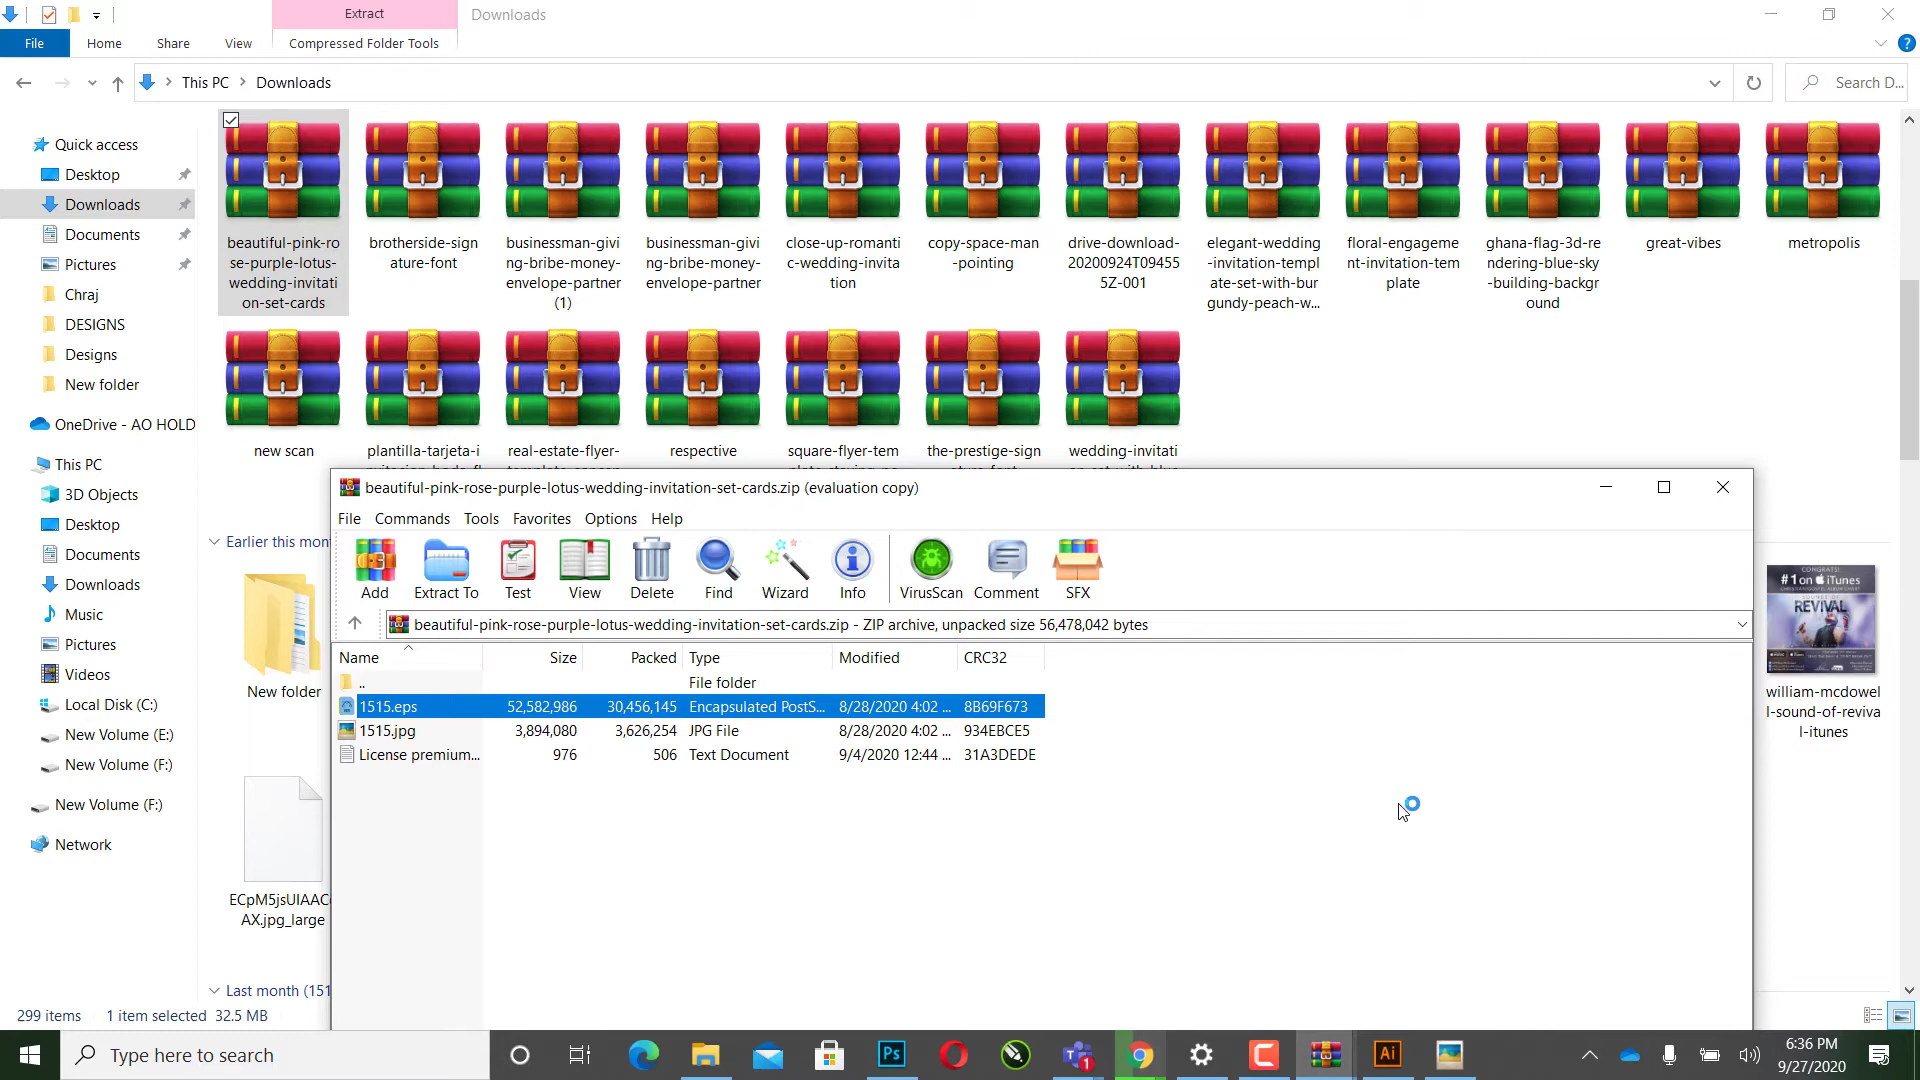 Extract
Downloads
File
Home
Share
View
Compressed Folder Tools
This PC
Downloads
Search D...
Quick access
Desktop
Downloads
Documents
Pictures
Chraj
DESIGNS
Designs
New folder
OneDrive - AO HOLD
This PC
3D Objects
Desktop
Documents
Downloads
Music
Pictures
Videos
Local Disk (C:)
New Volume (E:)
New Volume (F:)
New Volume (F:)
Network
beautiful-pink-ro
se-purple-lotus-
wedding-invitati
on-set-cards
brotherside-sign
ature-font
businessman-givi
ng-bribe-money-
envelope-partner
(1)
businessman-givi
ng-bribe-money-
envelope-partner
close-up-romanti
c-wedding-invita
tion
copy-space-man
-pointing
drive-download-
20200924T09455
5Z-001
elegant-wedding
-invitation-templ
ate-set-with-bur
gundy-peach-w...
floral-engageme
nt-invitation-tem
plate
ghana-flag-3d-re
ndering-blue-sky
-building-backgr
ound
great-vibes
metropolis
new scan
plantilla-tarjeta-i
real-estate-flyer-
respective
square-flyer-tem
the-prestige-sign
wedding-invitati
Earlier this mon
New folder
ECpM5jsUIAAC
AX.jpg_large
Last month (151
CONGRATS!
#1 on iTunes
REVIVAL
william-mcdowel
l-sound-of-reviva
l-itunes
beautiful-pink-rose-purple-lotus-wedding-invitation-set-cards.zip (evaluation copy)
File
Commands
Tools
Favorites
Options
Help
Add
Extract To
Test
View
Delete
Find
Wizard
Info
VirusScan
Comment
SFX
beautiful-pink-rose-purple-lotus-wedding-invitation-set-cards.zip - ZIP archive, unpacked size 56,478,042 bytes
Name
Size
Packed
Type
Modified
CRC32
..
File folder
1515.eps
52,582,986
30,456,145
Encapsulated PostS...
8/28/2020 4:02 ...
8B69F673
1515.jpg
3,894,080
3,626,254
JPG File
8/28/2020 4:02 ...
934EBCE5
License premium...
976
506
Text Document
9/4/2020 12:44 ...
31A3DEDE
299 items
1 item selected
32.5 MB
Type here to search
Ps
1
Ai
6:36 PM
9/27/2020